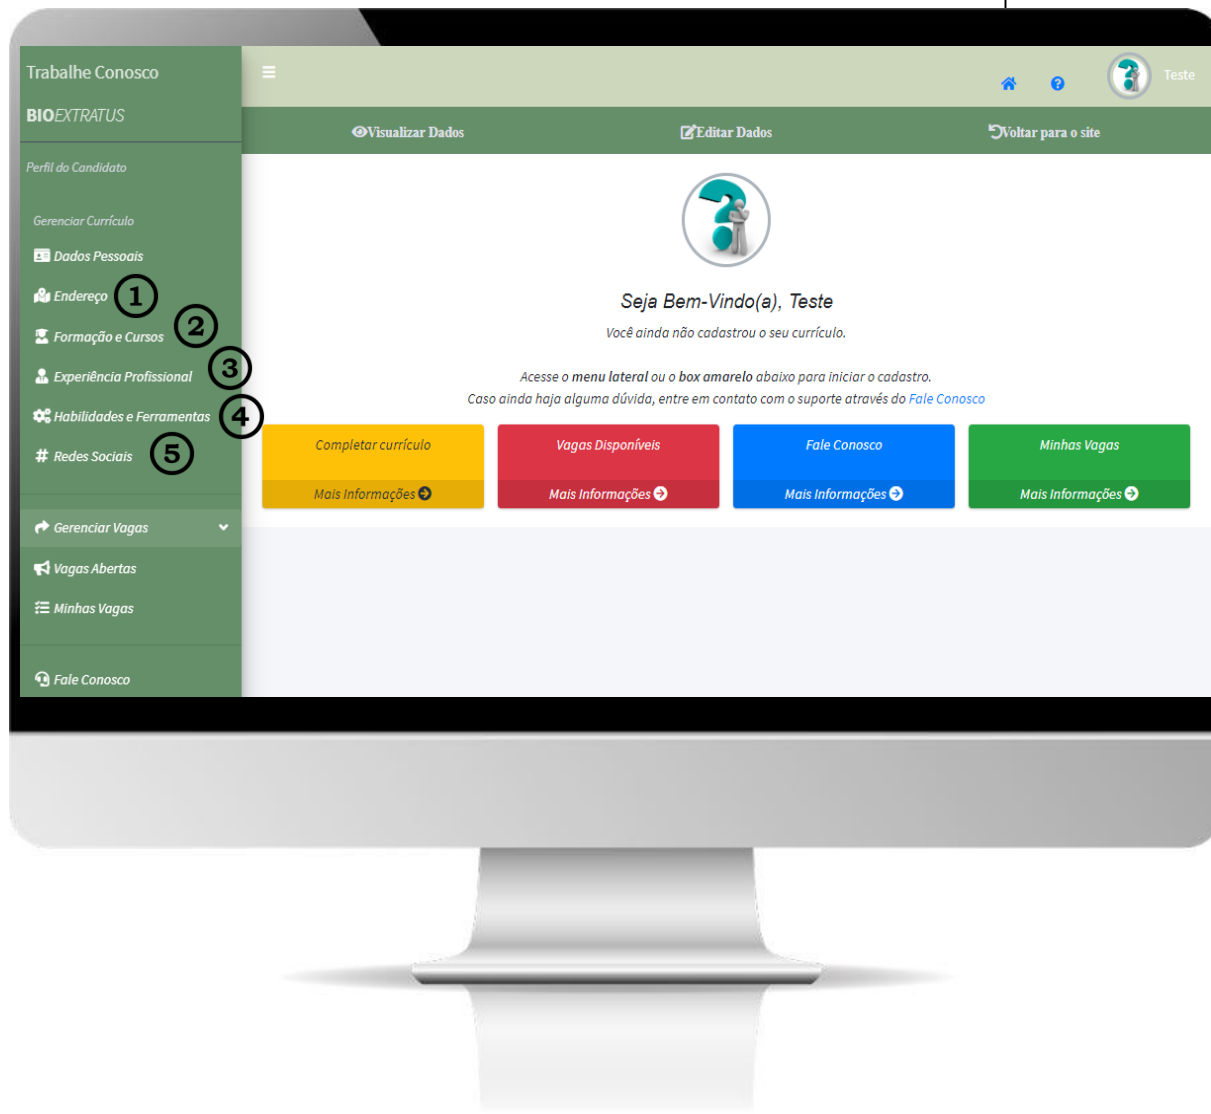 Trabalhe Conosco
Teste
BIOEXTRATUS
Visualizar Dados
Editar Dados
Voltar para o site
Perfil do Candidato
Gerenciar Currículo
Dados Pessoais
Endereço 1
Formação e Cursos 2
Experiência Profissional 3
Habilidades e Ferramentas 4
# Redes Sociais 5
Gerenciar Vagas
Vagas Abertas
Minhas Vagas
Fale Conosco
Seja Bem-Vindo(a), Teste
Você ainda não cadastrou o seu currículo.
Acesse o menu lateral ou o box amarelo abaixo para iniciar o cadastro.
Caso ainda haja alguma dúvida, entre em contato com o suporte através do Fale Conosco
Completar currículo
Mais Informações
Vagas Disponíveis
Mais Informações
Fale Conosco
Mais Informações
Minhas Vagas
Mais Informações